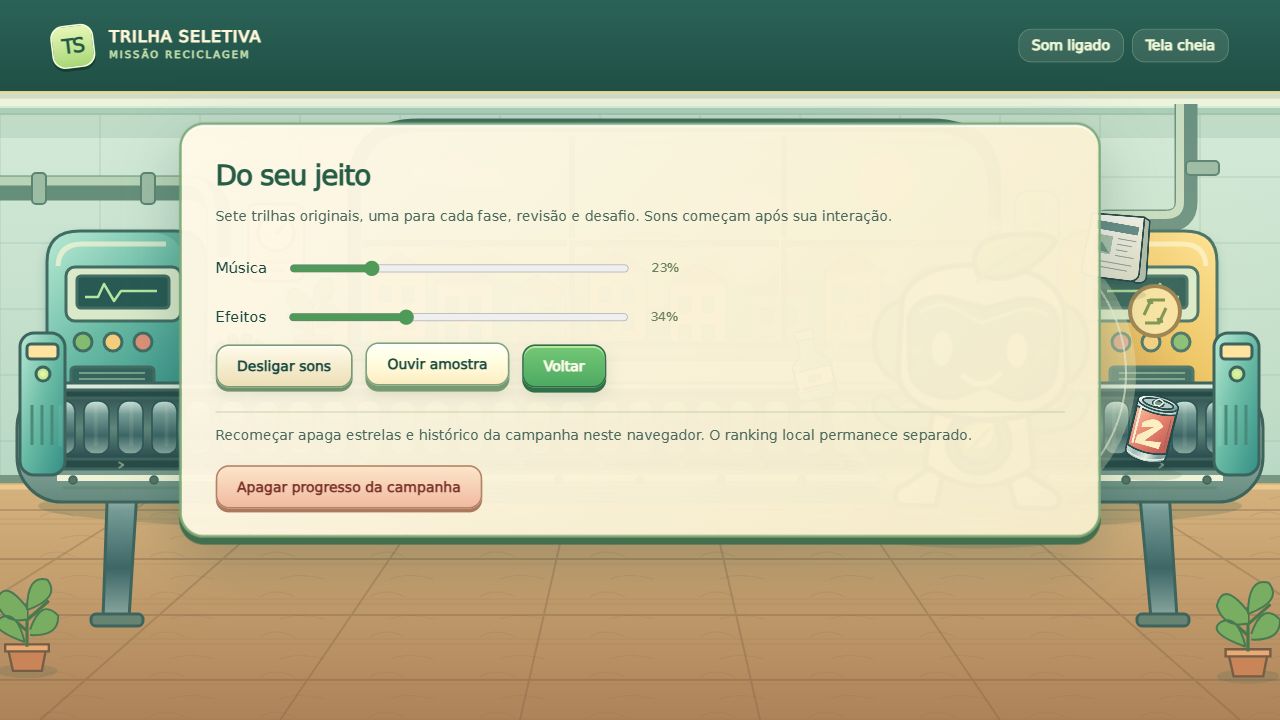 TS
TRILHA SELETIVA
MISSÃO RECICLAGEM
Som ligado
Tela cheia
Do seu jeito
Sete trilhas originais, uma para cada fase, revisão e desafio. Sons começam após sua interação.
Música 23%
Efeitos 34%
Desligar sons
Ouvir amostra
Voltar
2
Recomeçar apaga estrelas e histórico da campanha neste navegador. O ranking local permanece separado.
Apagar progresso da campanha